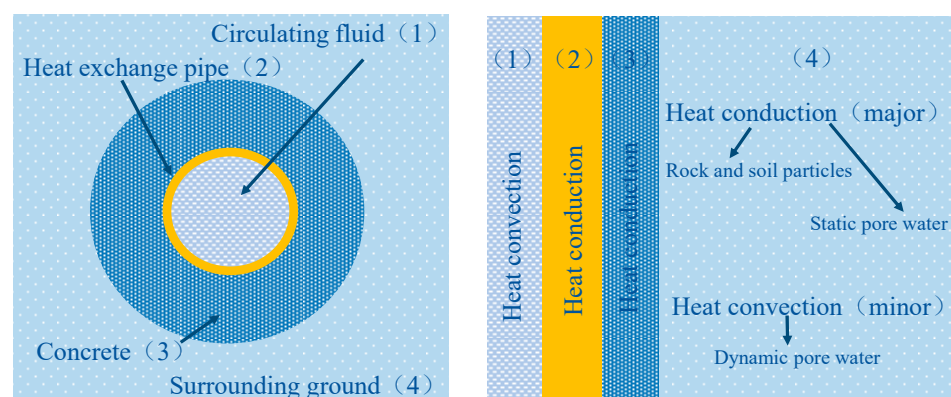 Circulating fluid（1）
Heat exchange pipe（2）
Concrete（3）
Surrounding ground（4）
（1）
（2）
（3）
（4）
Heat convection
Heat conduction
Heat conduction
Heat conduction（major）
Rock and soil particles
Static pore water
Heat convection（minor）
Dynamic pore water